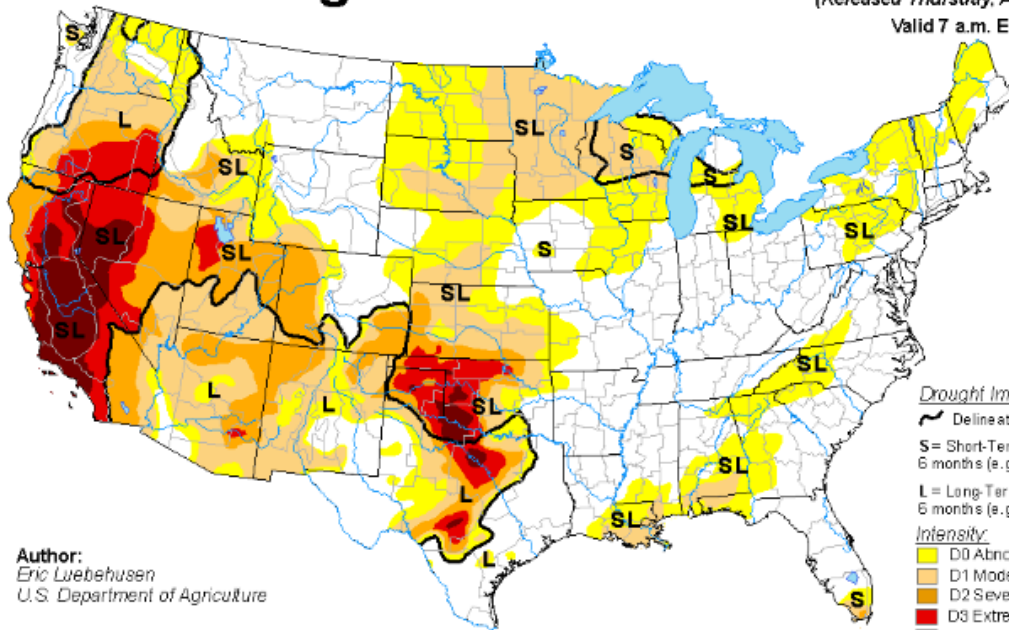 (Released Thursday, A
Valid 7 a.m. E
S
L
SL
SL
S
S
SL
SL
SL
SL
S
SL
SL
SL
L
L
SL
SL
L
SL
SL
L
S
Drought Im
Delineat
S = Short-Ter
6 months (e.g
L = Long-Ter
6 months (e.g
Intensity:
D0 Abno
D1 Mode
D2 Seve
D3 Extre
Author:
Eric Luebehusen
U.S. Department of Agriculture